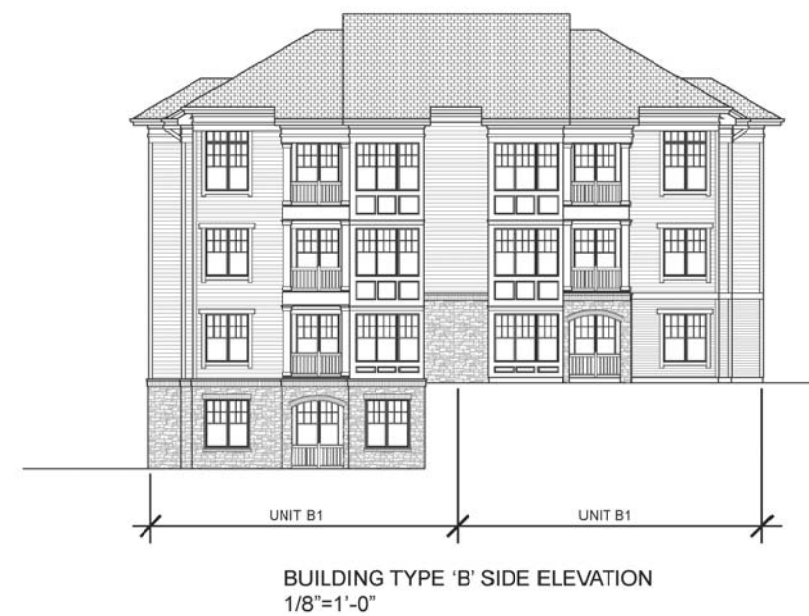 UNIT B1
UNIT B1
BUILDING TYPE ‘B’ SIDE ELEVATION
1/8”=1’-0”